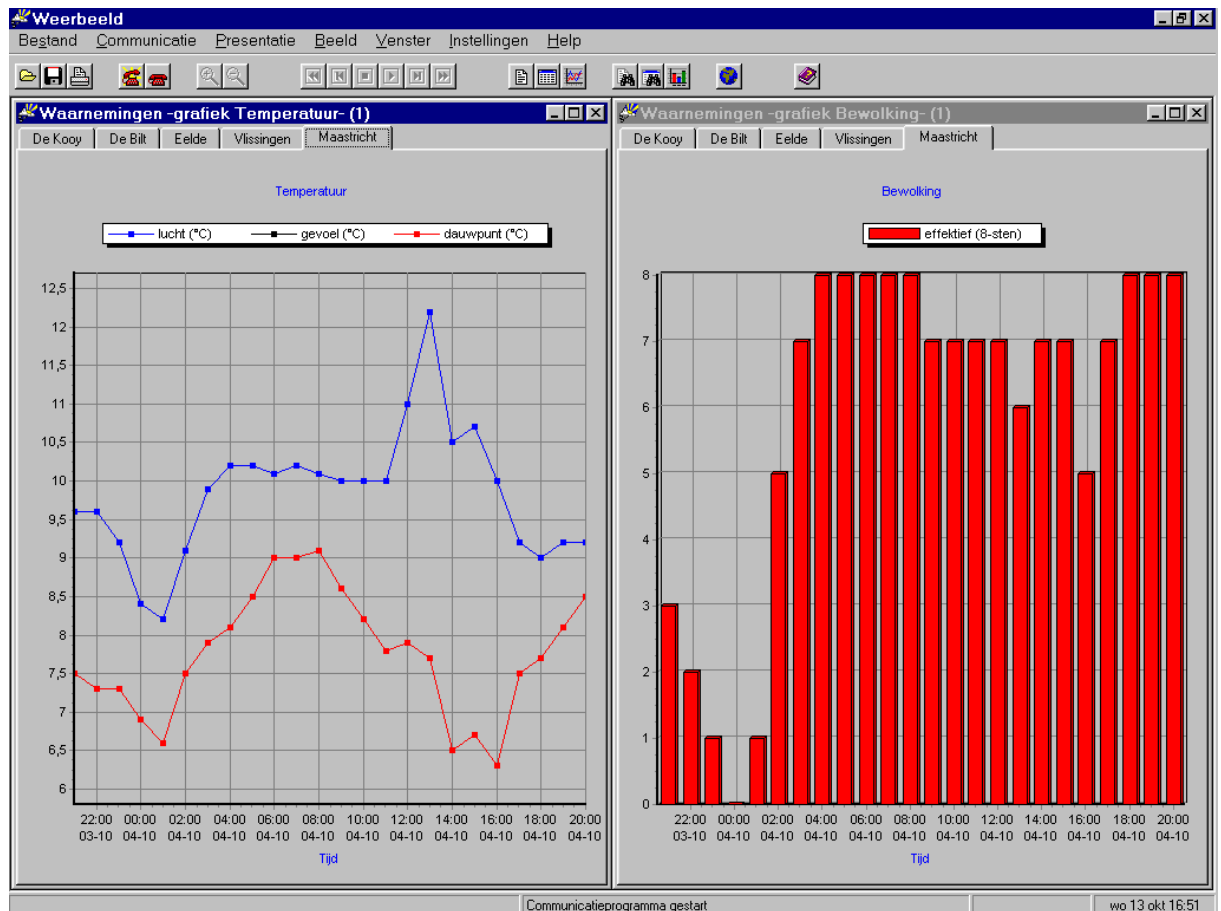 Weerbeeld
Bestand Communicatie Presentatie Beeld Venster Instellingen Help
Waarnemingen -grafiek Temperatuur- (1)
De Kooy De Bilt Eelde Vlissingen Maastricht
Temperatuur
lucht (°C) gevoel (°C) dauwpunt (°C)
12,5
12
11,5
11
10,5
10
9,5
9
8,5
8
7,5
7
6,5
6
22:00 00:00 02:00 04:00 06:00 08:00 10:00 12:00 14:00 16:00 18:00 20:00
03-10 04-10 04-10 04-10 04-10 04-10 04-10 04-10 04-10 04-10 04-10 04-10
Tijd
Waarnemingen -grafiek Bewolking- (1)
De Kooy De Bilt Eelde Vlissingen Maastricht
Bewolking
effektief (8-sten)
8
7
6
5
4
3
2
1
0
22:00 00:00 02:00 04:00 06:00 08:00 10:00 12:00 14:00 16:00 18:00 20:00
03-10 04-10 04-10 04-10 04-10 04-10 04-10 04-10 04-10 04-10 04-10 04-10
Tijd
Communicatieprogramma gestart
wo 13 okt 16:51